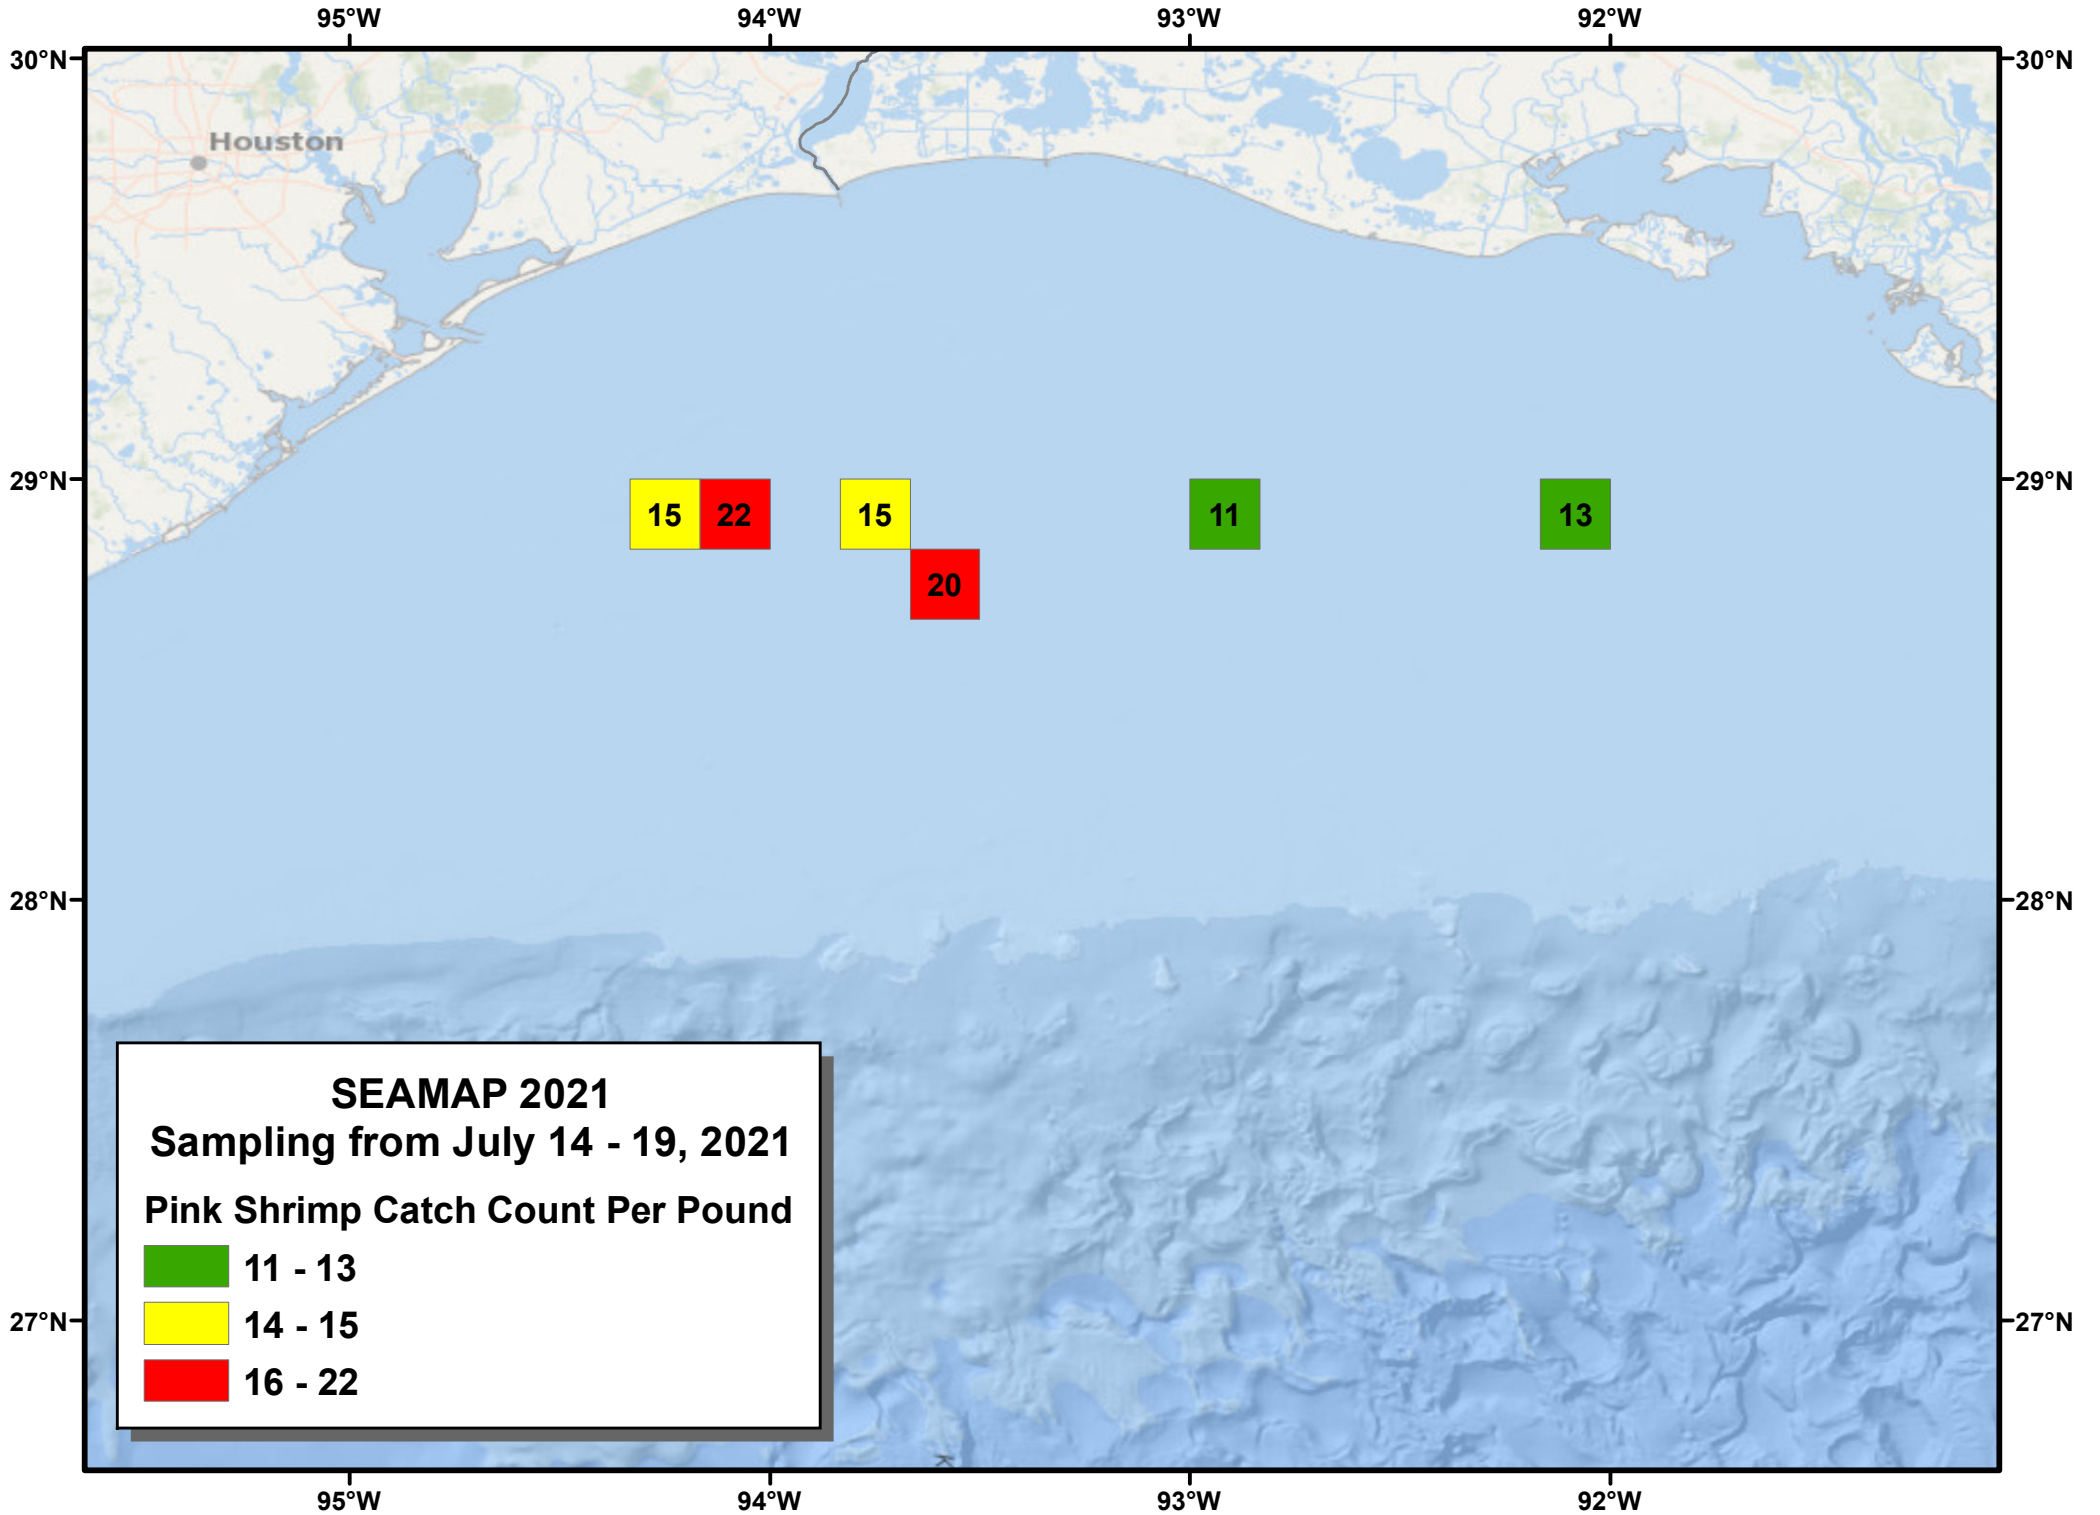 95°W 94°W 93°W 92°W
30°N 30°N
Houston
29°N 29°N
15 22 15 11 13
20
28°N 28°N
SEAMAP 2021
Sampling from July 14 - 19, 2021
Pink Shrimp Catch Count Per Pound
11 - 13
27°N 27°N
14 - 15
16 - 22
95°W 94°W 93°W 92°W